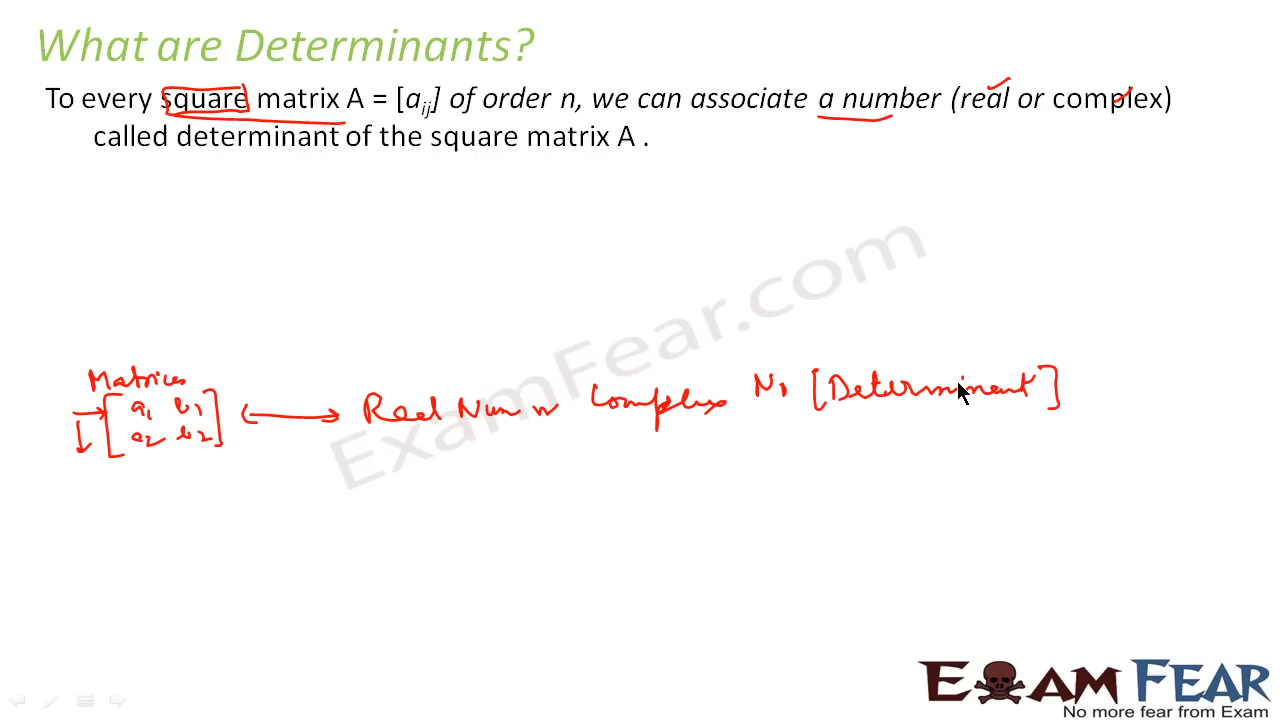 What are Determinants?
To every square matrix A = [aij] of order n, we can associate a number (real or complex)
called determinant of the square matrix A .
ExamFear.com
Matrices
a1 b1
a2 b2
Real Num or Complex No [Determinant]
EXAM FEAR
No more fear from Exam